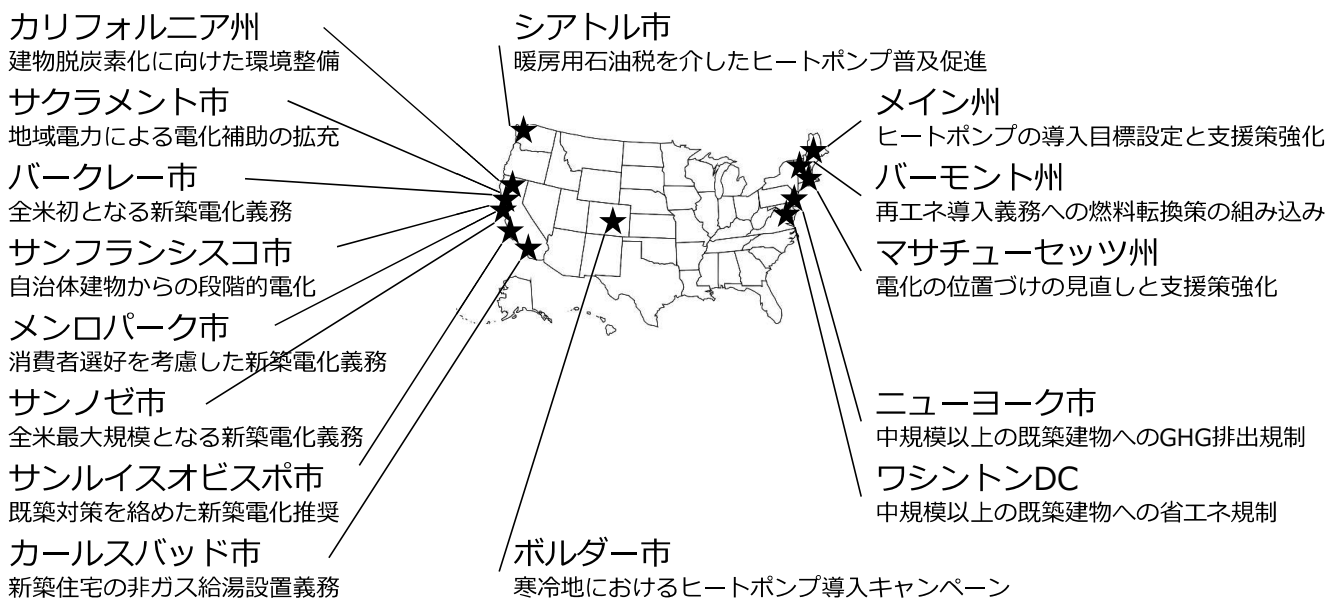 カリフォルニア州
建物脱炭素化に向けた環境整備
サクラメント市
地域電力による電化補助の拡充
バークレー市
全米初となる新築電化義務
サンフランシスコ市
自治体建物からの段階的電化
メンロパーク市
消費者選好を考慮した新築電化義務
サンノゼ市
全米最大規模となる新築電化義務
サンルイスオビスポ市
既築対策を絡めた新築電化推奨
カールスバッド市
新築住宅の非ガス給湯設置義務
シアトル市
暖房用石油税を介したヒートポンプ普及促進
ボルダー市
寒冷地におけるヒートポンプ導入キャンペーン
メイン州
ヒートポンプの導入目標設定と支援策強化
バーモント州
再エネ導入義務への燃料転換策の組み込み
マサチューセッツ州
電化の位置づけの見直しと支援策強化
ニューヨーク市
中規模以上の既築建物へのGHG排出規制
ワシントンDC
中規模以上の既築建物への省エネ規制